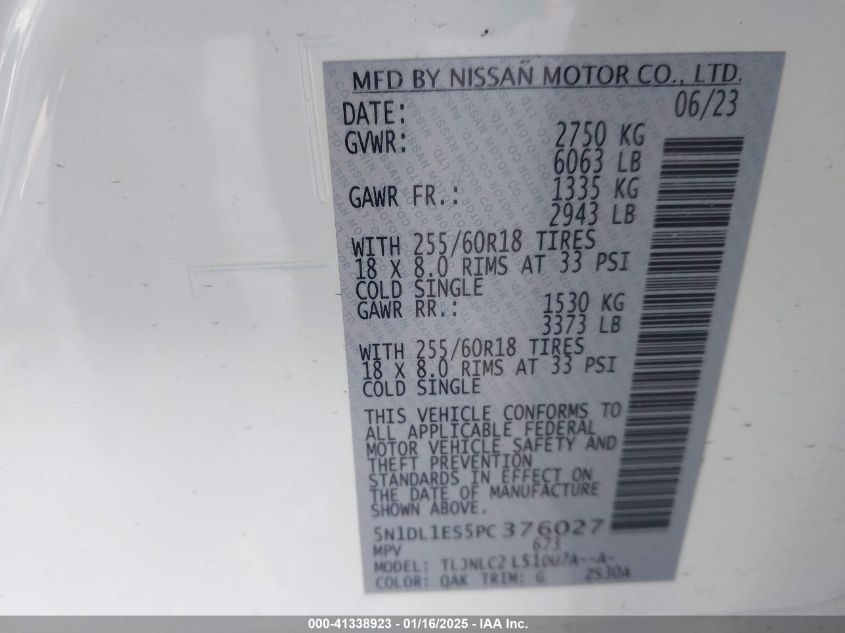 MFD BY NISSAN MOTOR CO., LTD.
DATE: 06/23
GVWR: 2750 KG
6063 LB
GAWR FR.: 1335 KG
2943 LB
WITH 255/60R18 TIRES
18 X 8.0 RIMS AT 33 PSI
COLD SINGLE
GAWR RR.: 1530 KG
3373 LB
WITH 255/60R18 TIRES
18 X 8.0 RIMS AT 33 PSI
COLD SINGLE
THIS VEHICLE CONFORMS TO
ALL APPLICABLE FEDERAL
MOTOR VEHICLE SAFETY AND
THEFT PREVENTION
STANDARDS IN EFFECT ON
THE DATE OF MANUFACTURE
SHOWN ABOVE.
5N1DL1ES5PC376027
MPV 673
MODEL: TLJNLC2
COLOR: QAK TRIM: G 2530A
000-41338923 - 01/16/2025 - IAAI Inc.